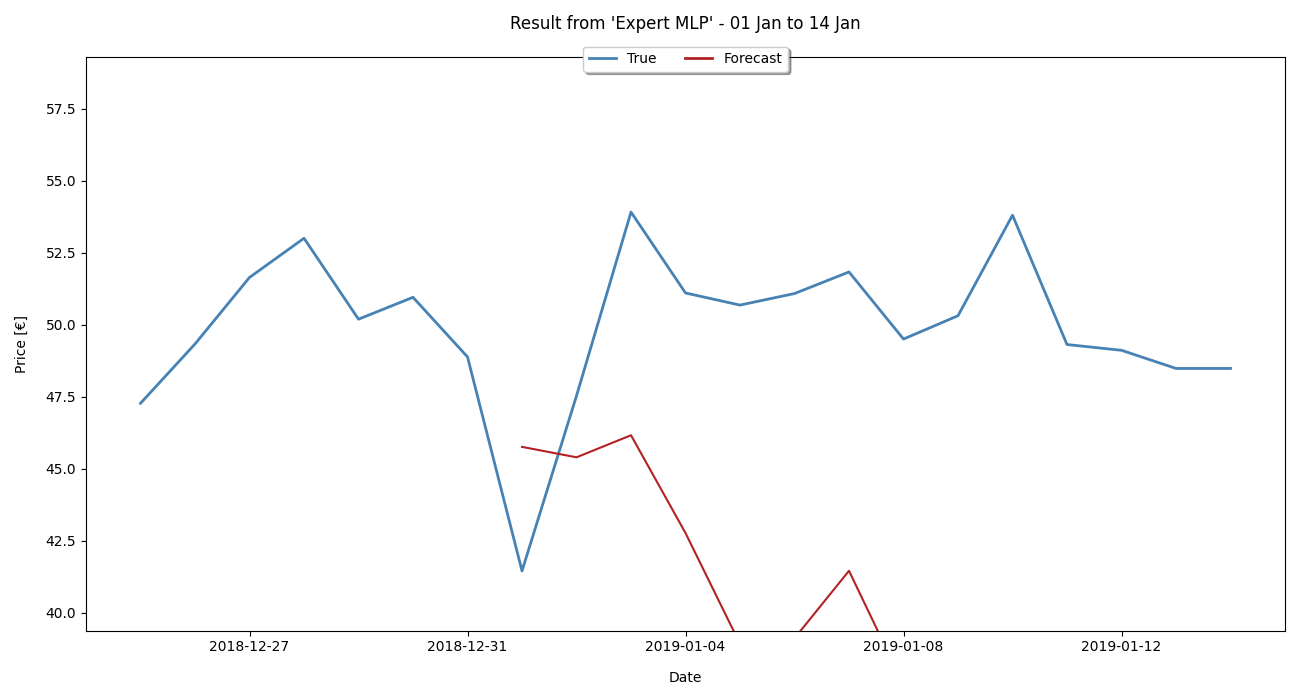 Result from 'Expert MLP' - 01 Jan to 14 Jan
True Forecast
57.5
55.0
52.5
50.0
47.5
45.0
42.5
40.0
Price [€]
2018-12-27 2018-12-31 2019-01-04 2019-01-08 2019-01-12
Date